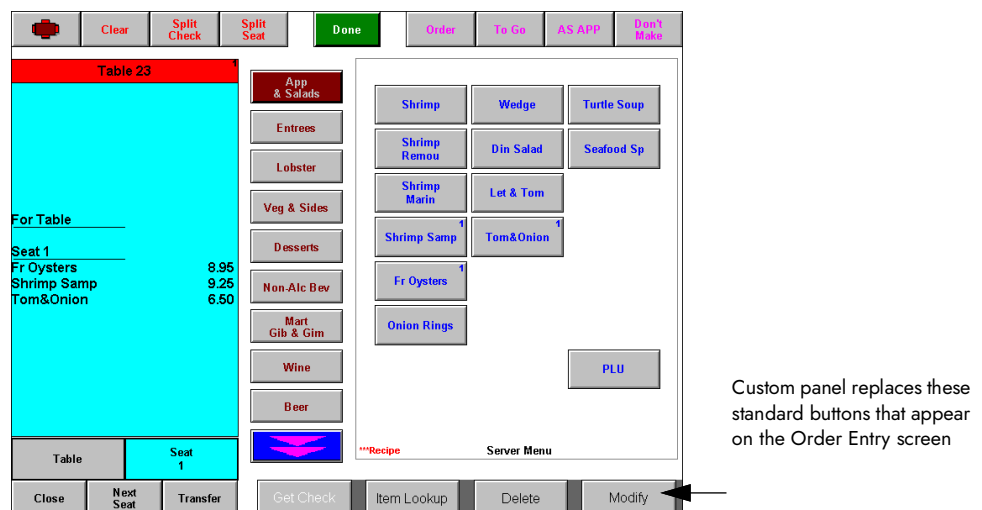 Clear
Split
Check
Split
Seat
Done
Order
To Go
AS APP
Don't
Make
Table 23
1
For Table
Seat 1
Fr Oysters 8.95
Shrimp Samp 9.25
Tom&Onion 6.50
Table
Seat
1
Close
Next
Seat
Transfer
App
& Salads
Entrees
Lobster
Veg & Sides
Desserts
Non-Alc Bev
Mart
Gib & Gim
Wine
Beer
Shrimp
Wedge
Turtle Soup
Shrimp
Remou
Din Salad
Seafood Sp
Shrimp
Marin
Let & Tom
Shrimp Samp
1
Tom&Onion
1
Fr Oysters
1
Onion Rings
PLU
***Recipe
Server Menu
Get Check
Item Lookup
Delete
Modify
Custom panel replaces these
standard buttons that appear
on the Order Entry screen